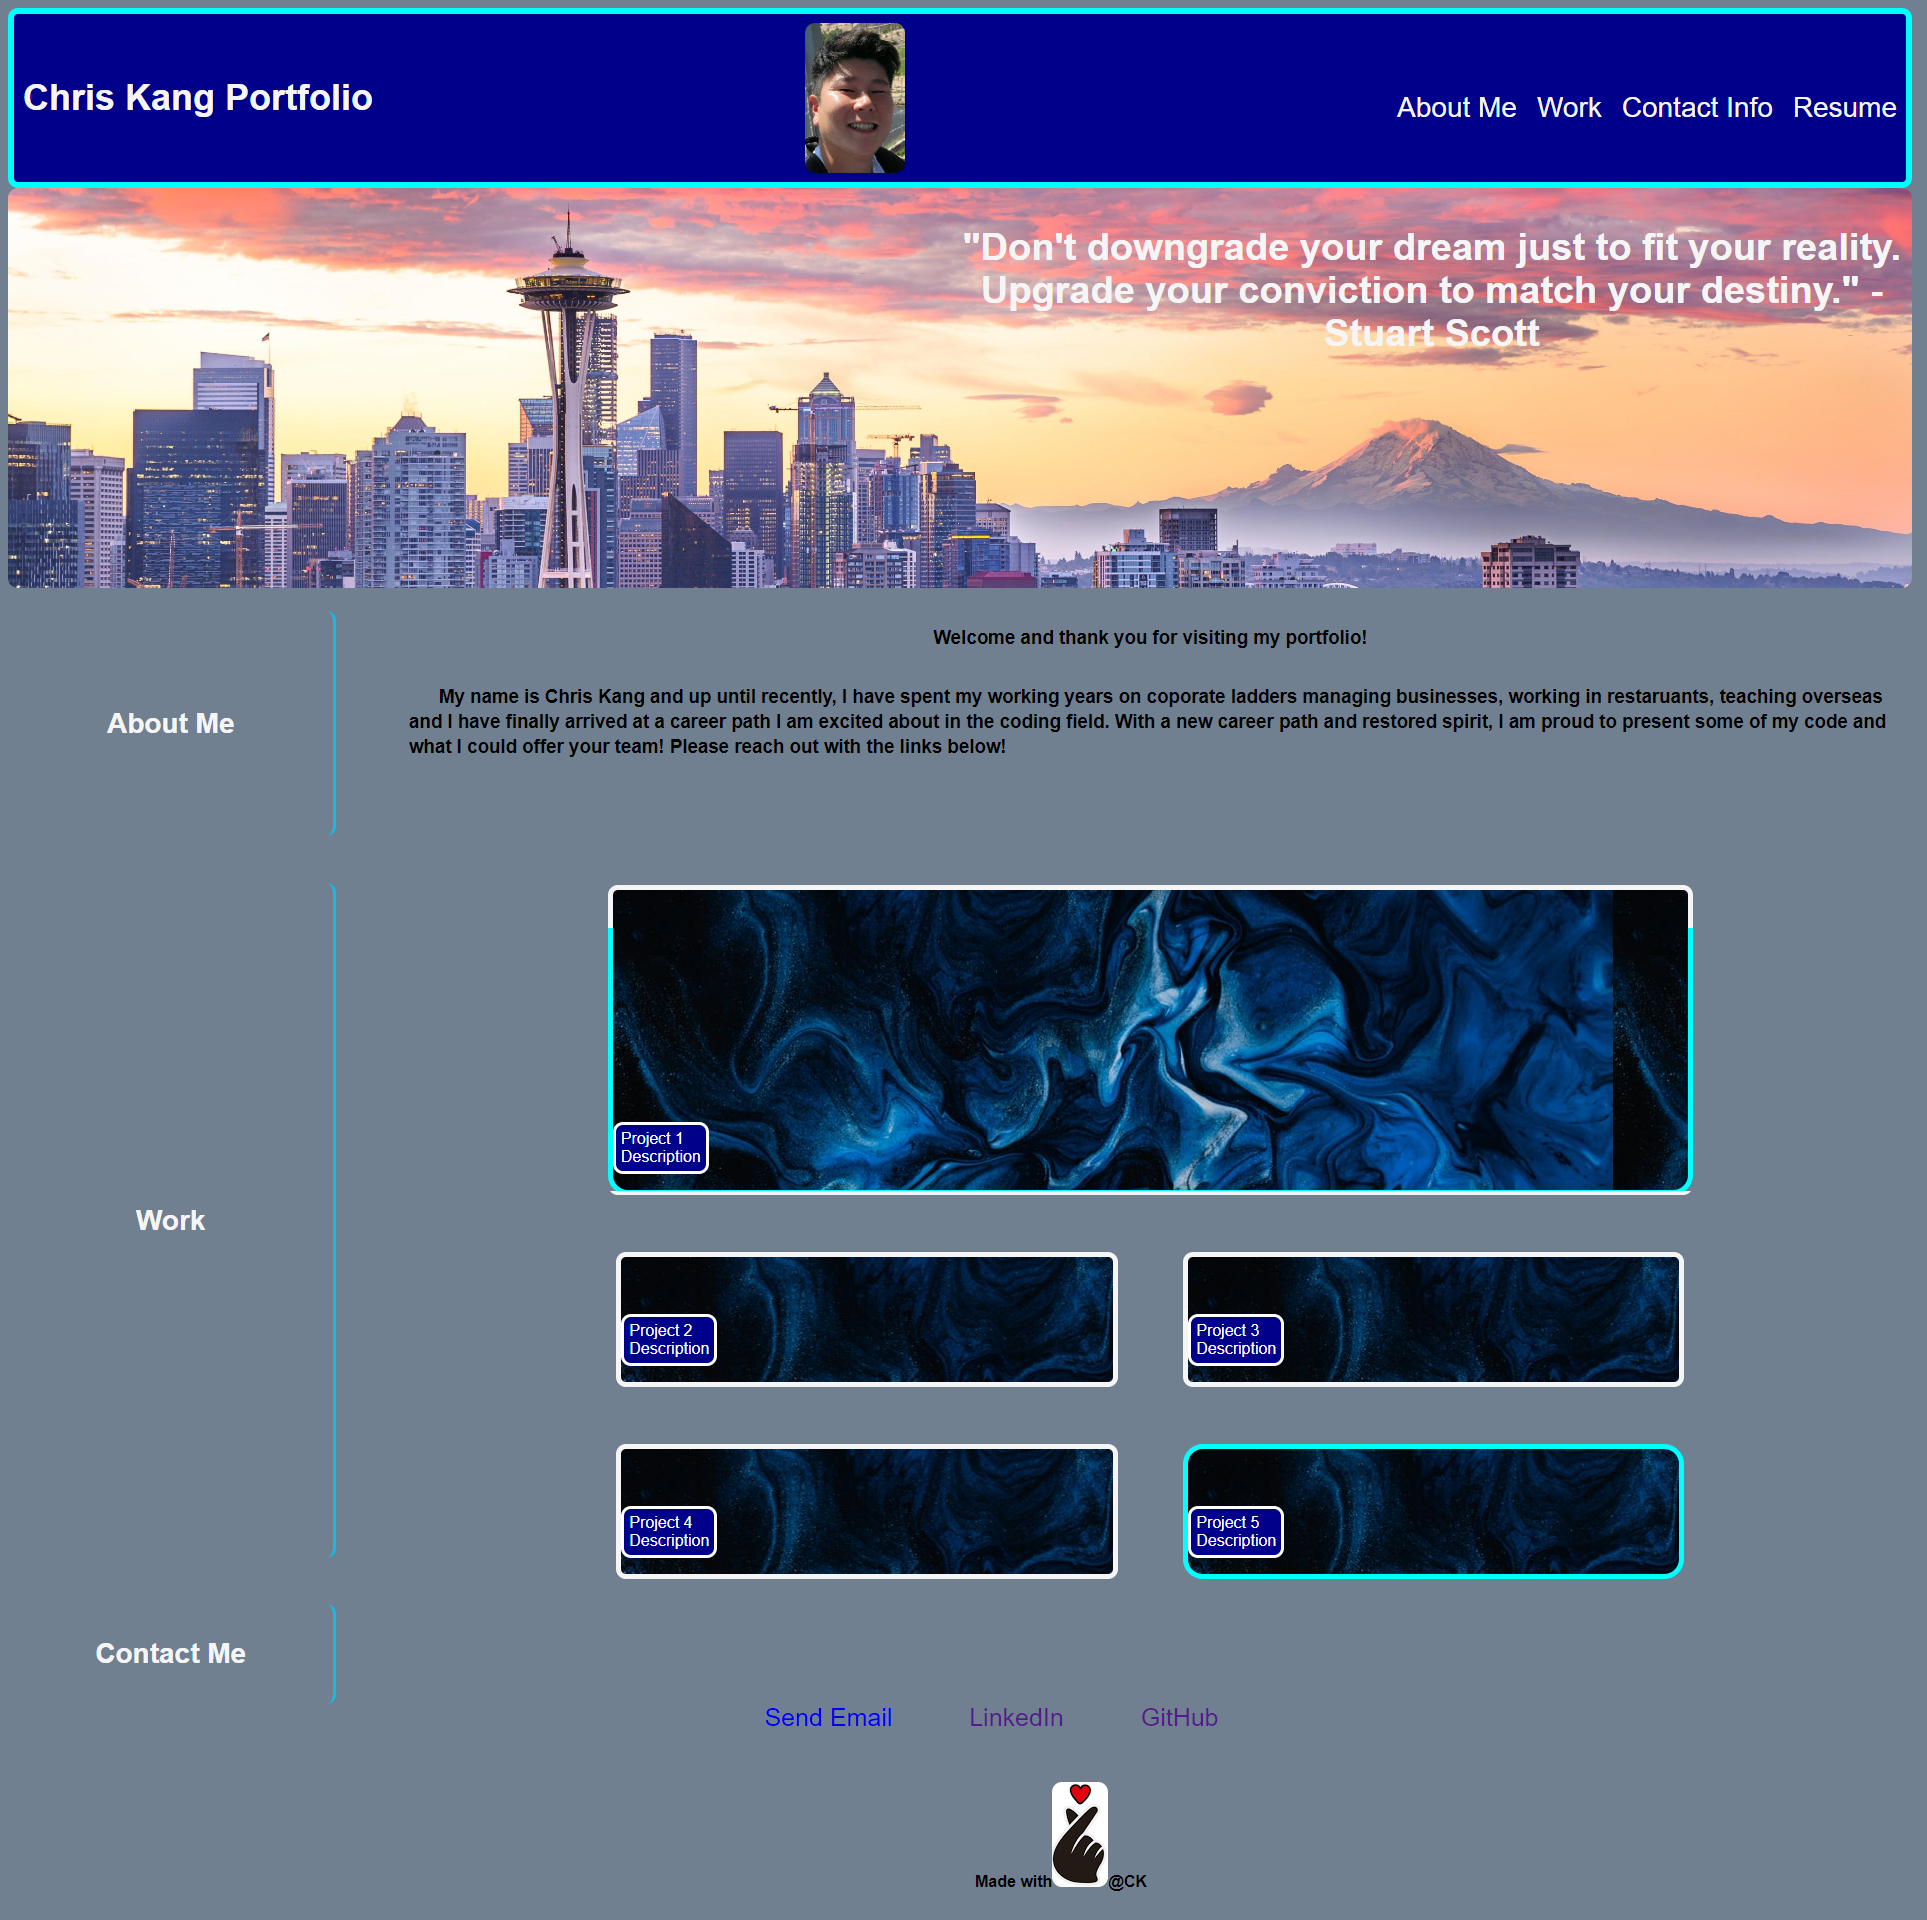 Chris Kang Portfolio
About Me Work Contact Info Resume
"Don't downgrade your dream just to fit your reality.
Upgrade your conviction to match your destiny." -
Stuart Scott
About Me
Welcome and thank you for visiting my portfolio!
My name is Chris Kang and up until recently, I have spent my working years on coporate ladders managing businesses, working in restaruants, teaching overseas
and I have finally arrived at a career path I am excited about in the coding field. With a new career path and restored spirit, I am proud to present some of my code and
what I could offer your team! Please reach out with the links below!
Work
Project 1
Description
Project 2
Description
Project 3
Description
Project 4
Description
Project 5
Description
Contact Me
Send Email LinkedIn GitHub
Made with @CK